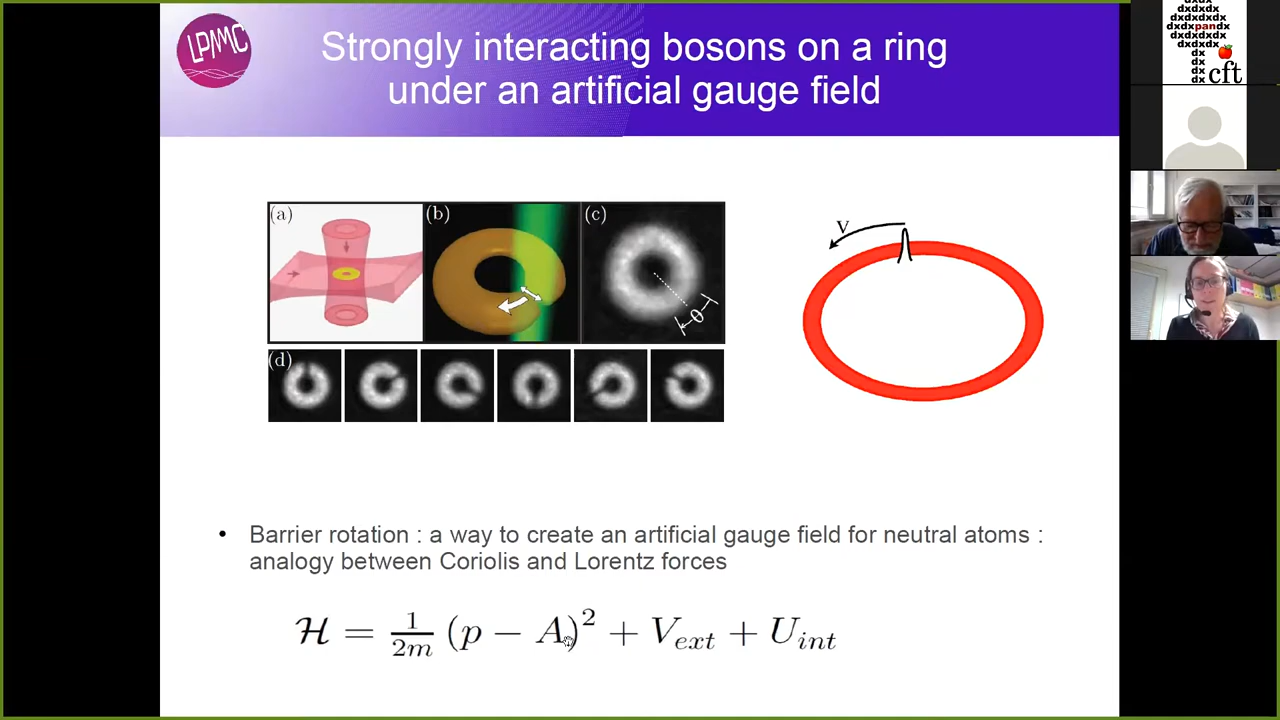 LPMMC
Strongly interacting bosons on a ring
under an artificial gauge field
(a)
(b)
(c)
θ
(d)
v
• Barrier rotation : a way to create an artificial gauge field for neutral atoms :
analogy between Coriolis and Lorentz forces
ℋ = 1/2m (p − A)² + V_ext + U_int
dxdxdx
dxdxdxdx
dxdxpandx
dxdxdxdx
dxdxdx
dx
dx
dx
dx cft